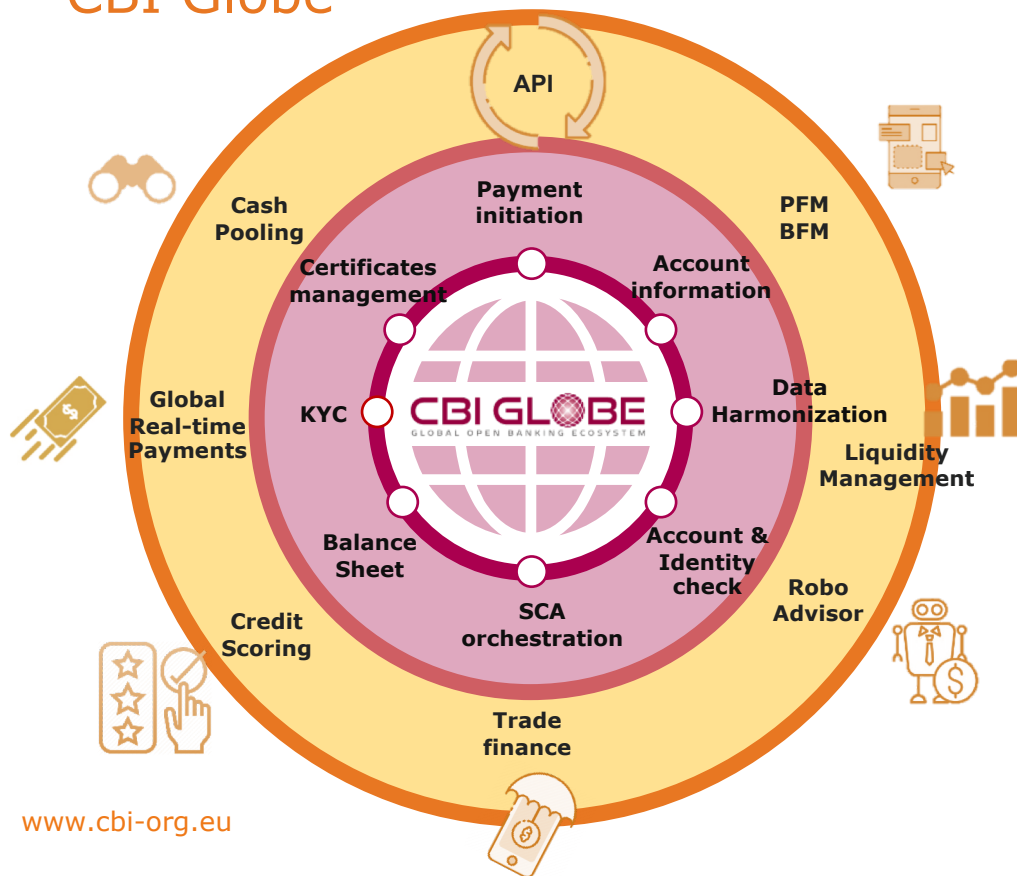 CBI Globe
API
Payment
initiation
Cash
Pooling
PFM
BFM
Certificates
management
Account
information
Global
Real-time
Payments
KYC
CBI GLOBE
GLOBAL OPEN BANKING ECOSYSTEM
Data
Harmonization
Liquidity
Management
Balance
Sheet
Account &
Identity
check
SCA
orchestration
Robo
Advisor
Credit
Scoring
Trade
finance
www.cbi-org.eu